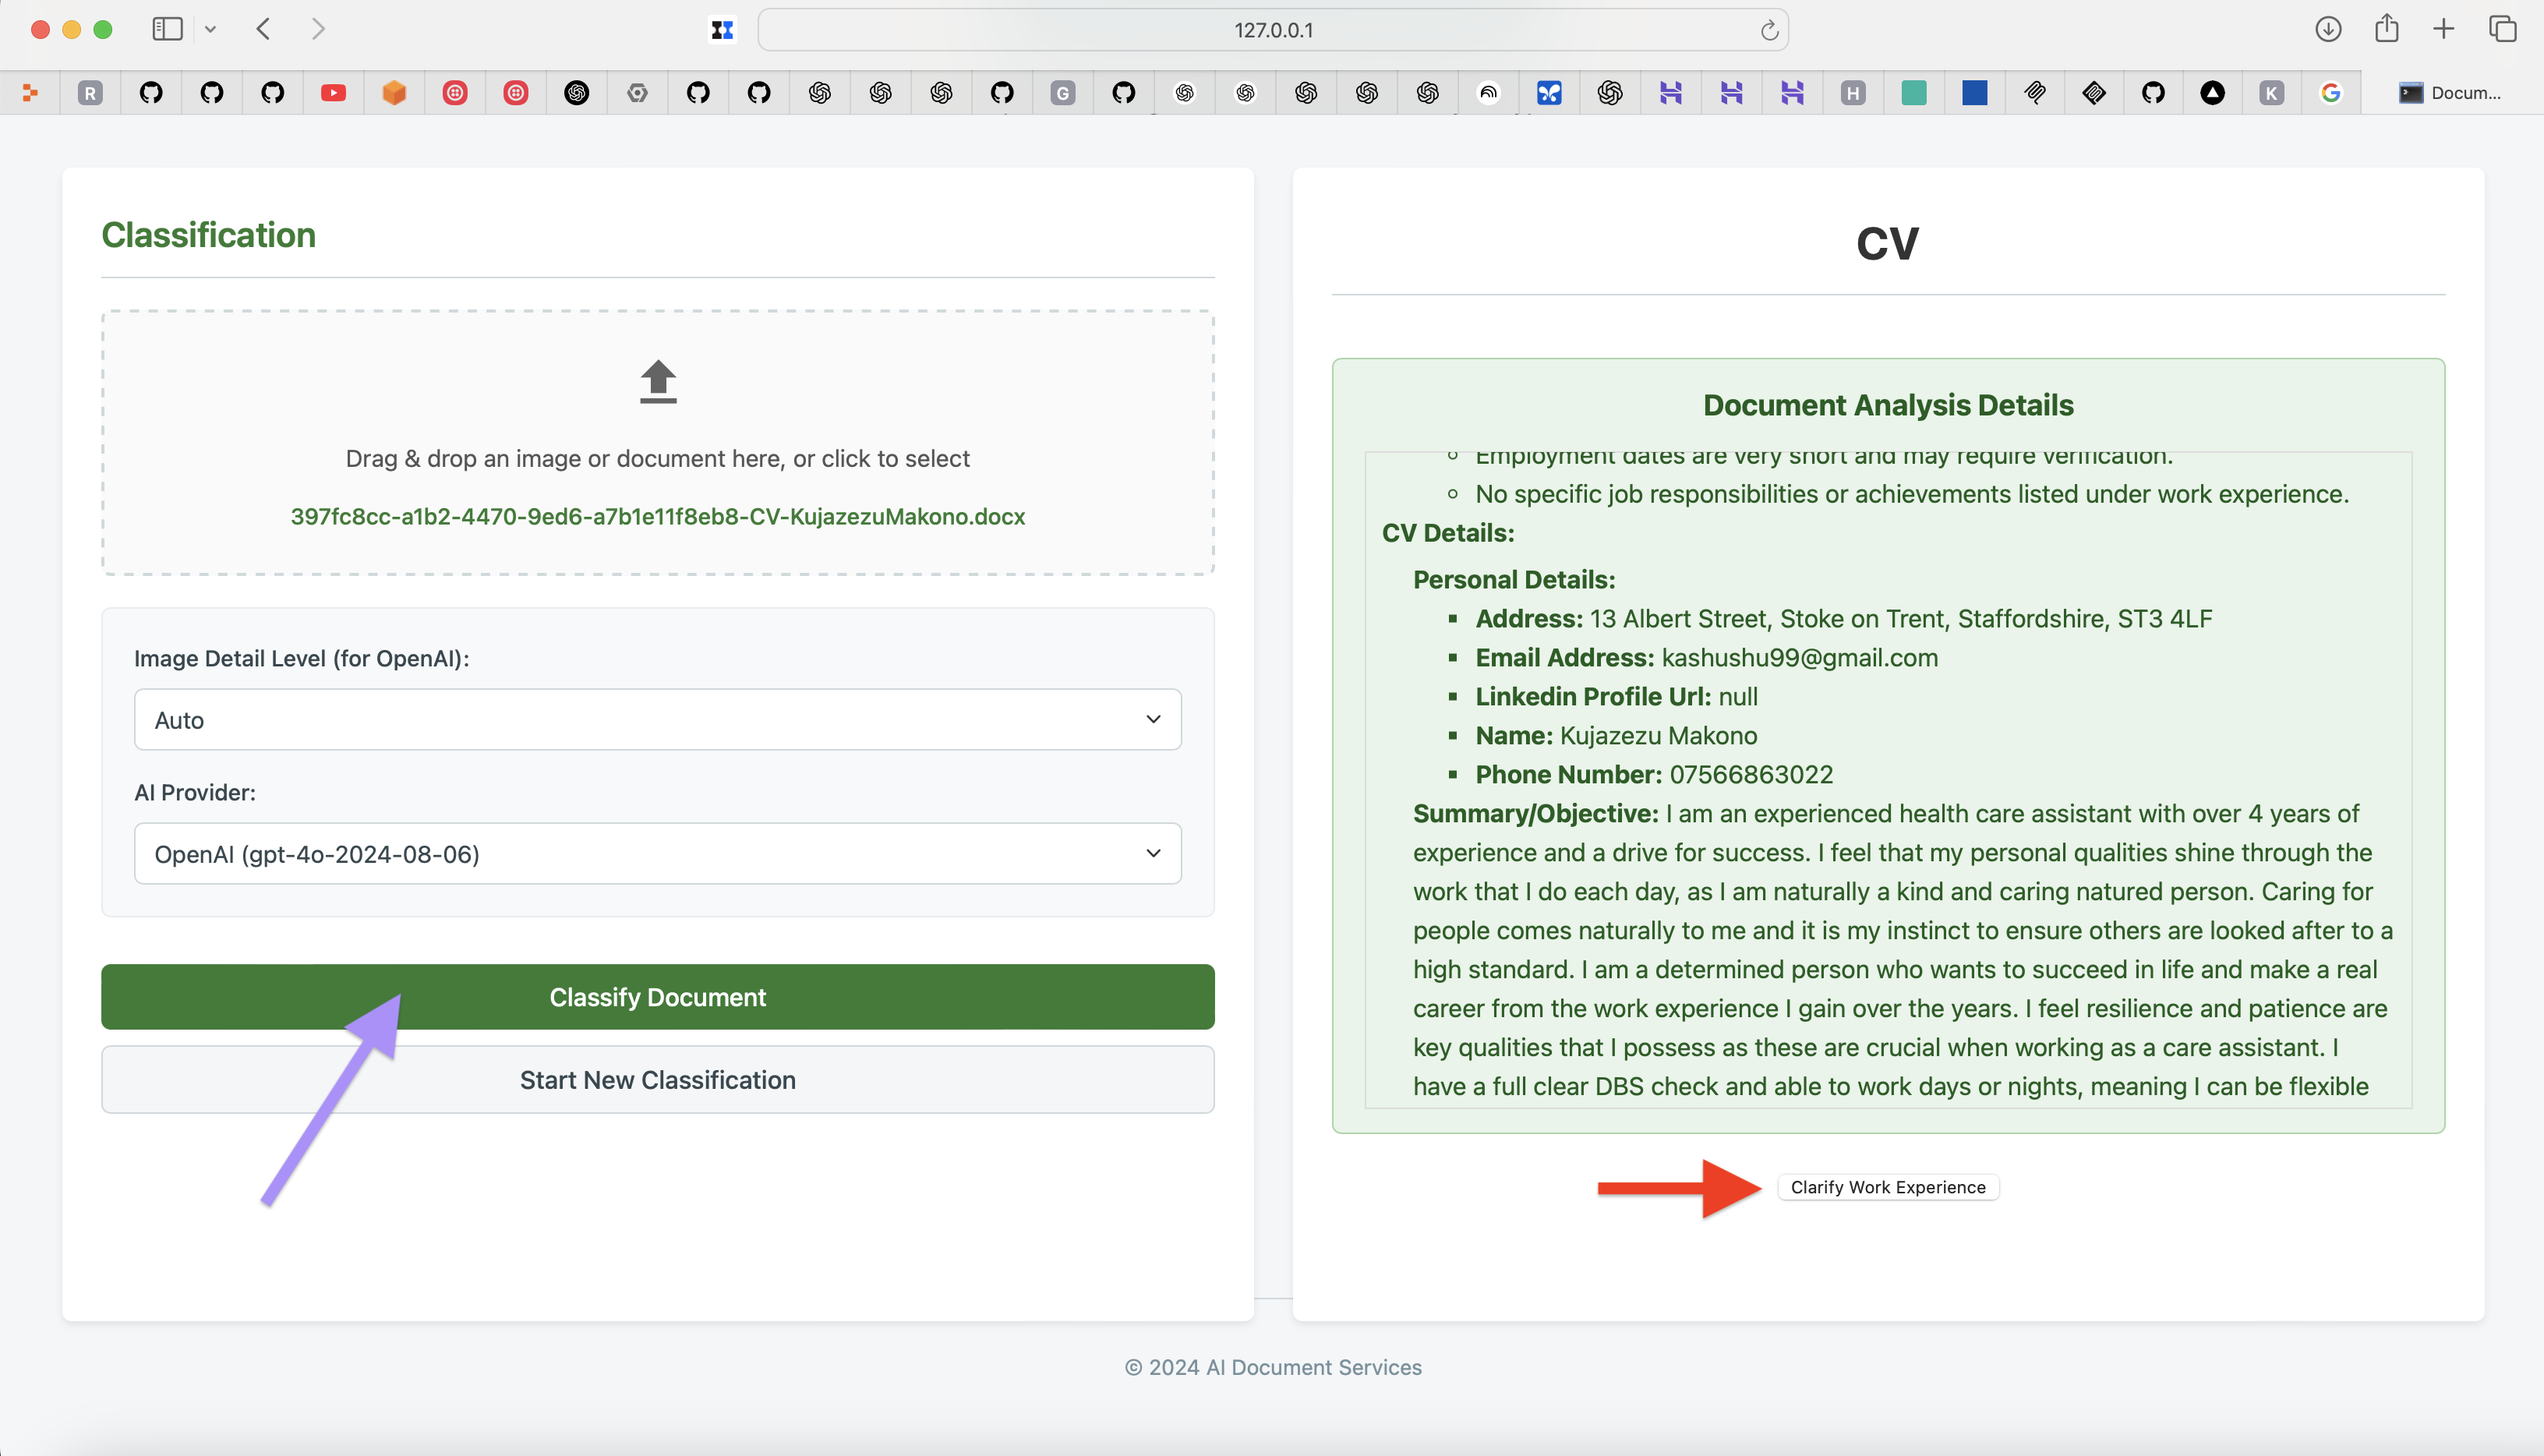 127.0.0.1
R
G
H
K
Docum...
Classification
Drag & drop an image or document here, or click to select
397fc8cc-a1b2-4470-9ed6-a7b1e11f8eb8-CV-KujazezuMakono.docx
Image Detail Level (for OpenAI):
Auto
AI Provider:
OpenAI (gpt-4o-2024-08-06)
Classify Document
Start New Classification
CV
Document Analysis Details
Employment dates are very short and may require verification.
No specific job responsibilities or achievements listed under work experience.
CV Details:
Personal Details:
Address: 13 Albert Street, Stoke on Trent, Staffordshire, ST3 4LF
Email Address: kashushu99@gmail.com
Linkedin Profile Url: null
Name: Kujazezu Makono
Phone Number: 07566863022
Summary/Objective: I am an experienced health care assistant with over 4 years of
experience and a drive for success. I feel that my personal qualities shine through the
work that I do each day, as I am naturally a kind and caring natured person. Caring for
people comes naturally to me and it is my instinct to ensure others are looked after to a
high standard. I am a determined person who wants to succeed in life and make a real
career from the work experience I gain over the years. I feel resilience and patience are
key qualities that I possess as these are crucial when working as a care assistant. I
have a full clear DBS check and able to work days or nights, meaning I can be flexible
Clarify Work Experience
© 2024 AI Document Services